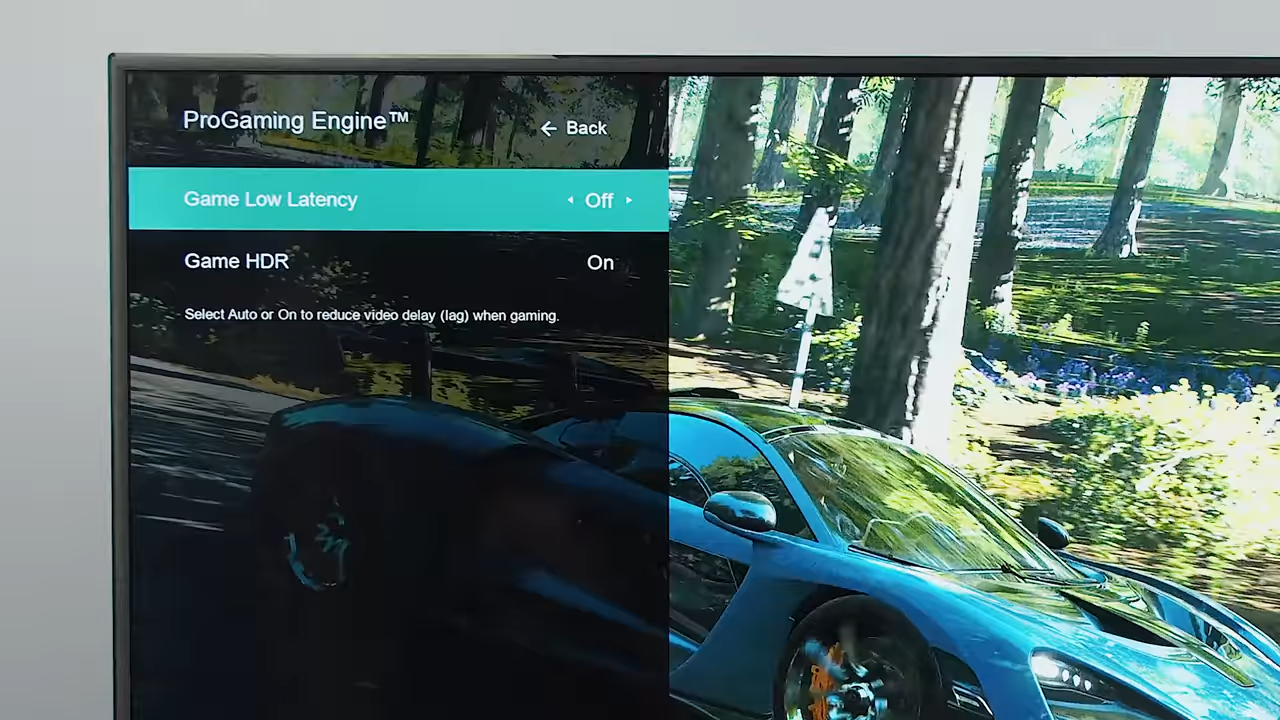 ProGaming Engine™
← Back
Game Low Latency
Off
Game HDR
On
Select Auto or On to reduce video delay (lag) when gaming.